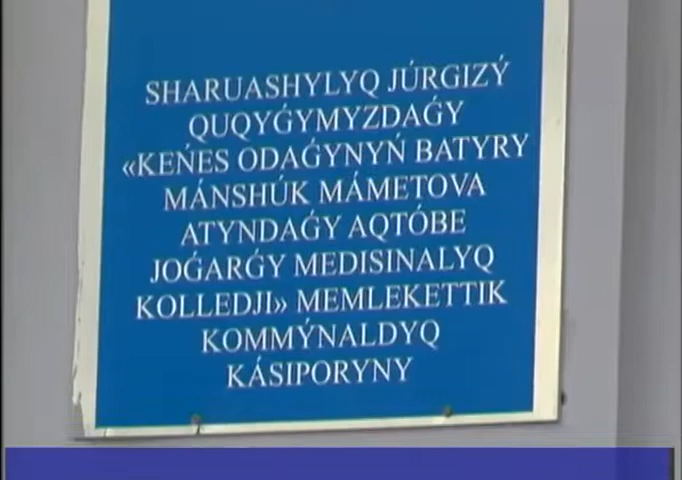 SHARUASHYLYQ JÚRGIZÝ
QUQYǴYMYZDAǴY
«KEŃES ODAǴYNYŃ BATYRY
MÁNSHÚK MÁMETOVA
ATYNDAǴY AQTÓBE
JOǴARǴY MEDISINALYQ
KOLLEDJI» MEMLEKETTIK
KOMMÝNALDYQ
KÁSIPORYNY